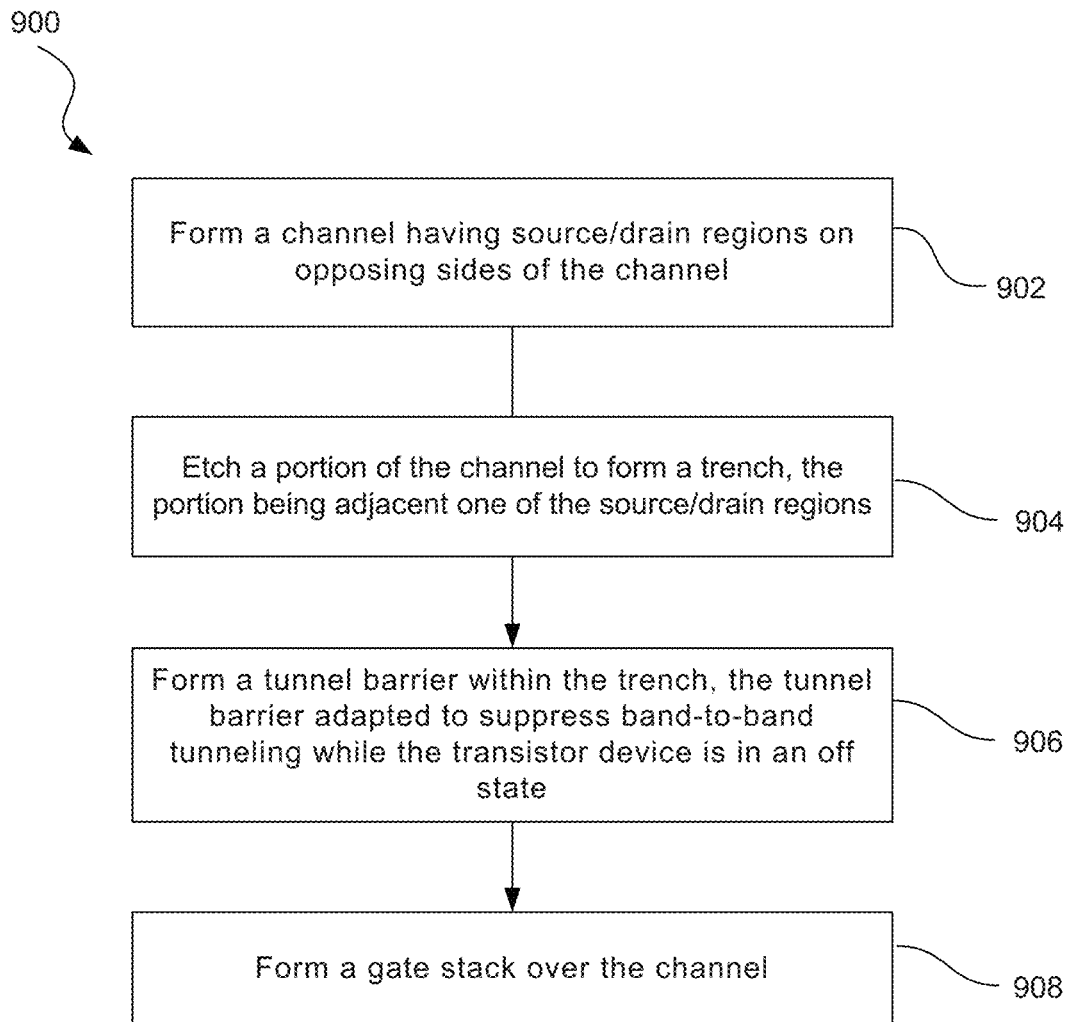 900
Form a channel having source/drain regions on
opposing sides of the channel
902
Etch a portion of the channel to form a trench, the
portion being adjacent one of the source/drain regions
904
Form a tunnel barrier within the trench, the tunnel
barrier adapted to suppress band-to-band
tunneling while the transistor device is in an off
state
906
Form a gate stack over the channel
908